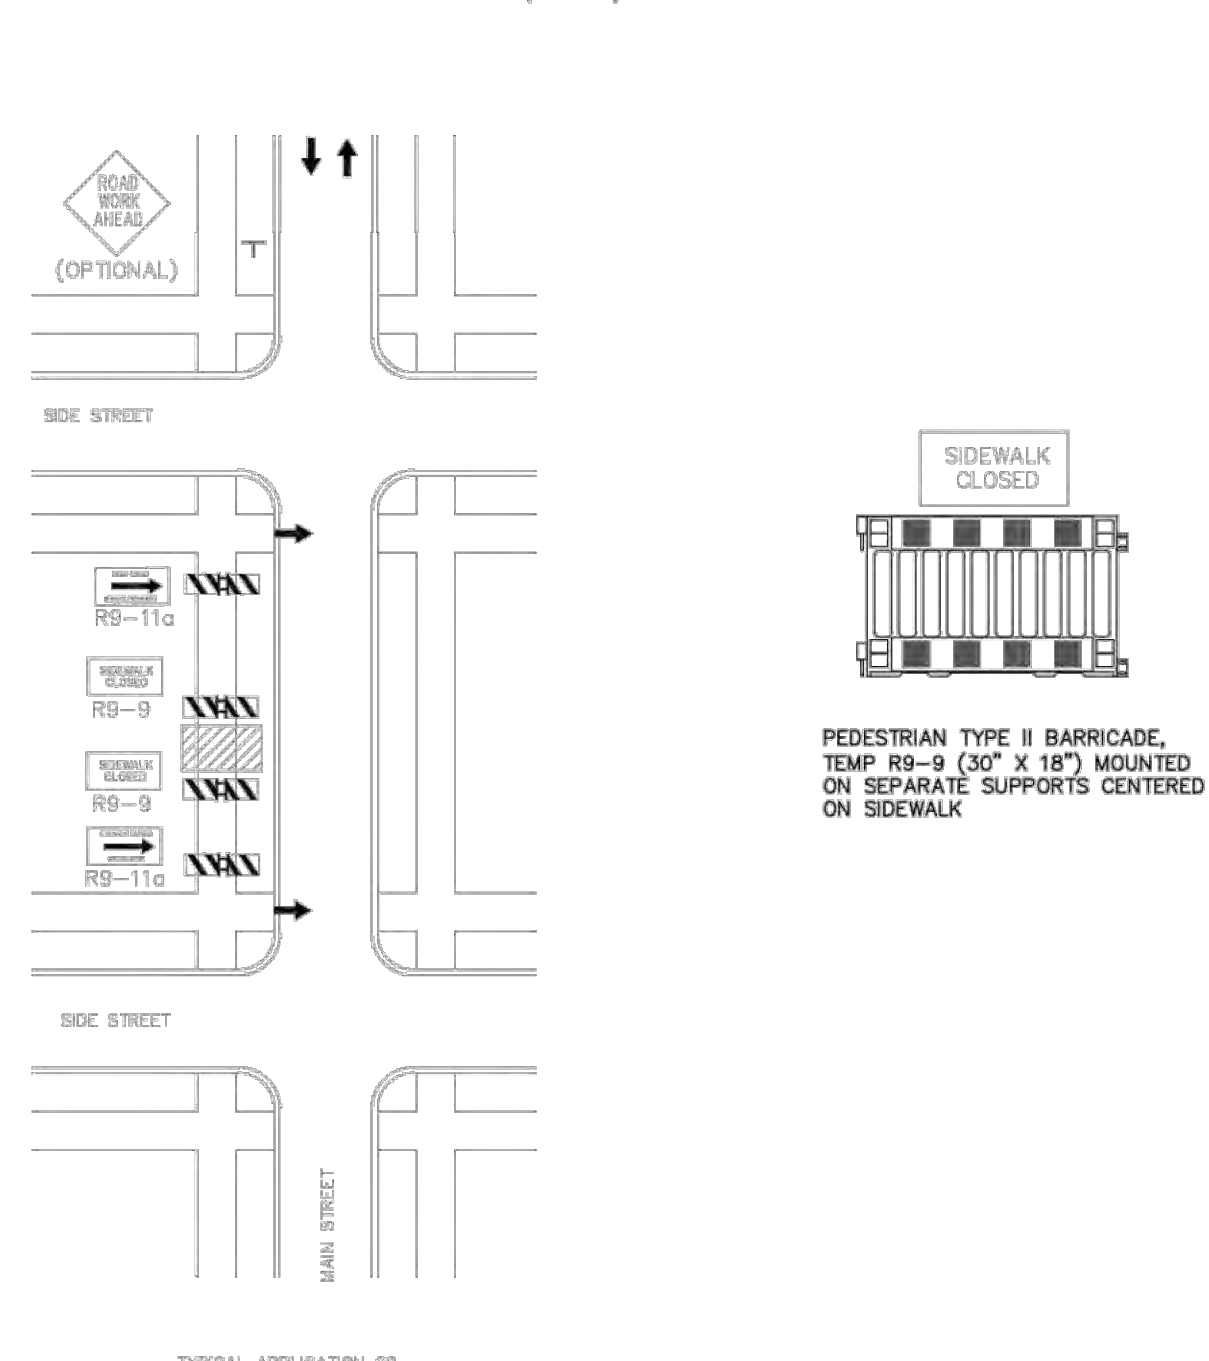 ROAD
WORK
AHEAD
(OPTIONAL)
SIDE STREET
R9-11a
SIDEWALK
CLOSED
R9-9
SIDEWALK
CLOSED
R9-9
R9-11a
SIDE STREET
MAIN STREET
SIDEWALK
CLOSED
PEDESTRIAN TYPE II BARRICADE,
TEMP R9-9 (30" X 18") MOUNTED
ON SEPARATE SUPPORTS CENTERED
ON SIDEWALK
TYPICAL APPLICATION